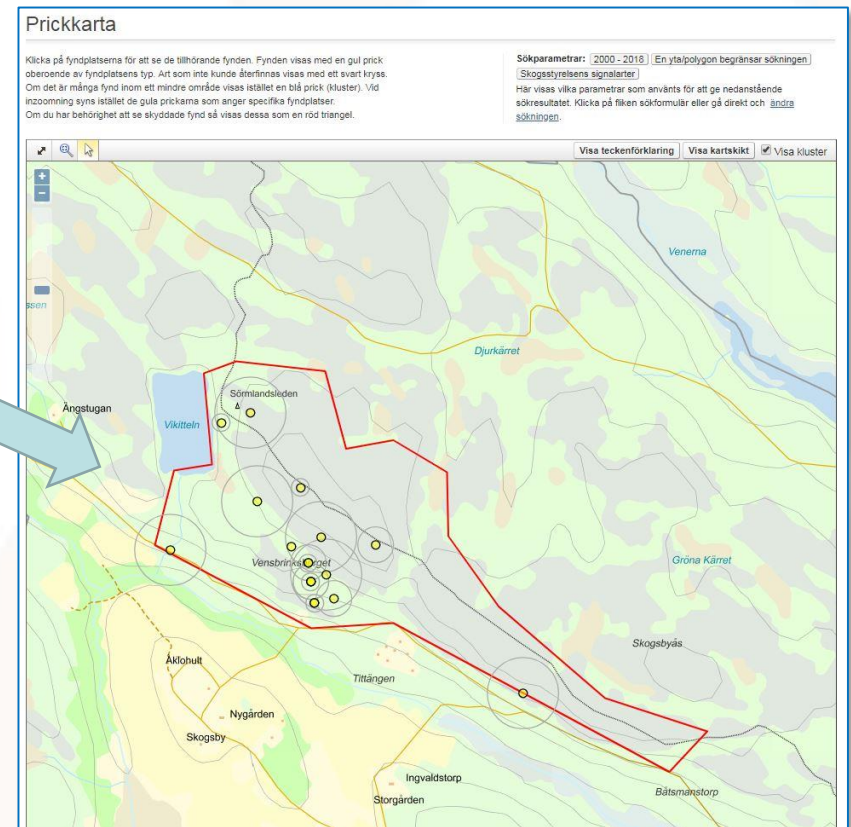 Prickkarta
Klicka på fyndplatserna för att se de tillhörande fynden. Fynden visas med en gul prick
oberoende av fyndplatsens typ. Art som inte kunde återfinnas visas med ett svart kryss.
Om det är många fynd inom ett mindre område visas istället en blå prick (kluster). Vid
inzoomning syns istället de gula prickarna som anger specifika fyndplatser.
Om du har behörighet att se skyddade fynd så visas dessa som en röd triangel.
Sökparametrar: 2000 - 2018 En yta/polygon begränsar sökningen
Skogsstyrelsens signalarter
Här visas vilka parametrar som använts för att ge nedanstående
sökresultatet. Klicka på fliken sökformulär eller gå direkt och ändra
sökningen.
Visa teckenförklaring Visa kartskikt Visa kluster
Venerna
Djurkärret
Sörmlandsleden
Ängstugan
Vikitteln
Vensbrinksberget
Gröna Kärret
Skogsbyås
Åklohult
Tittängen
Nygården
Skogsby
Ingvaldstorp
Storgården
Båtsmanstorp